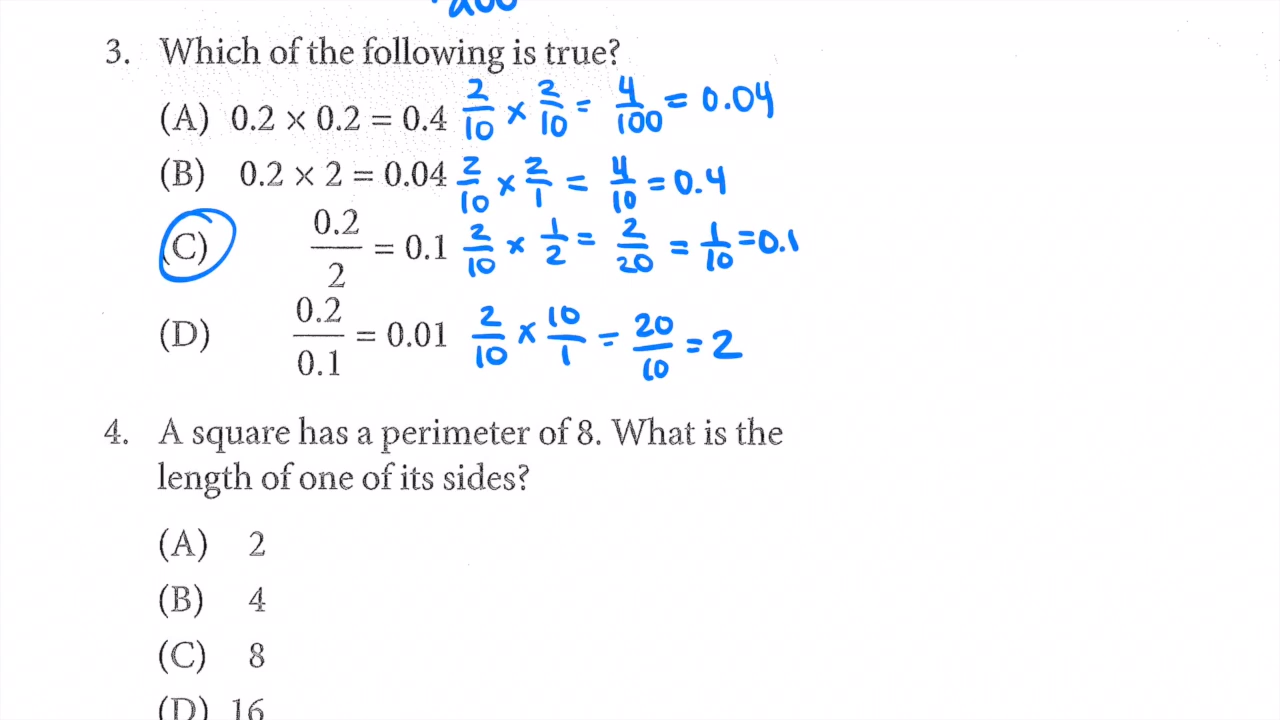 200
3. Which of the following is true?
(A) 0.2 × 0.2 = 0.4 2/10 × 2/10 = 4/100 = 0.04
(B) 0.2 × 2 = 0.04 2/10 × 2/1 = 4/10 = 0.4
(C) 0.2/2 = 0.1 2/10 × 1/2 = 2/20 = 1/10 = 0.1
(D) 0.2/0.1 = 0.01 2/10 × 10/1 = 20/10 = 2
4. A square has a perimeter of 8. What is the
length of one of its sides?
(A) 2
(B) 4
(C) 8
(D) 16